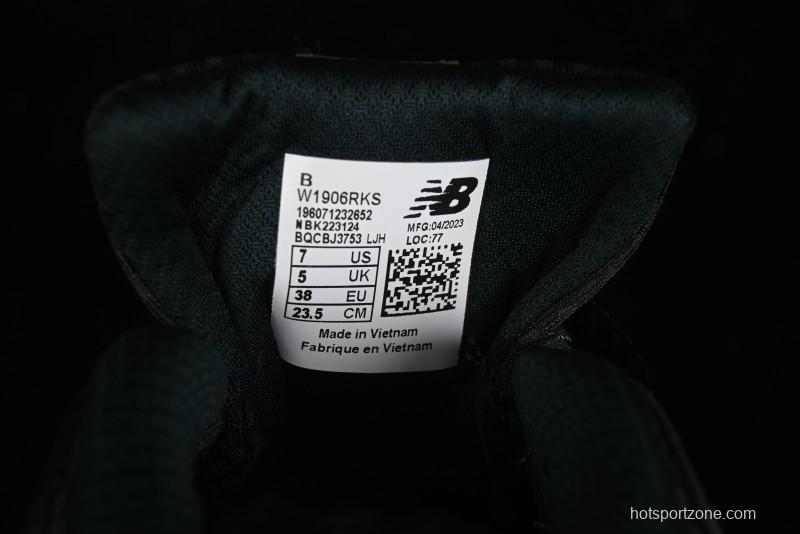 B
W1906RKS
196071232652
NBK223124
BQCBJ3753 LJH
NB
MFG:04/2023
LOC:77
7 US
5 UK
38 EU
23.5 CM
Made in Vietnam
Fabrique en Vietnam
hotsportzone.com